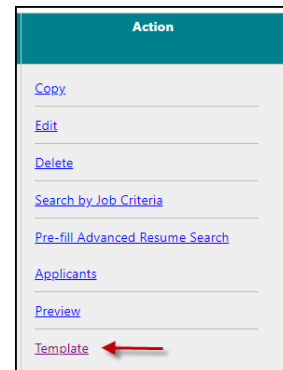 Action
Copy
Edit
Delete
Search by Job Criteria
Pre-fill Advanced Resume Search
Applicants
Preview
Template